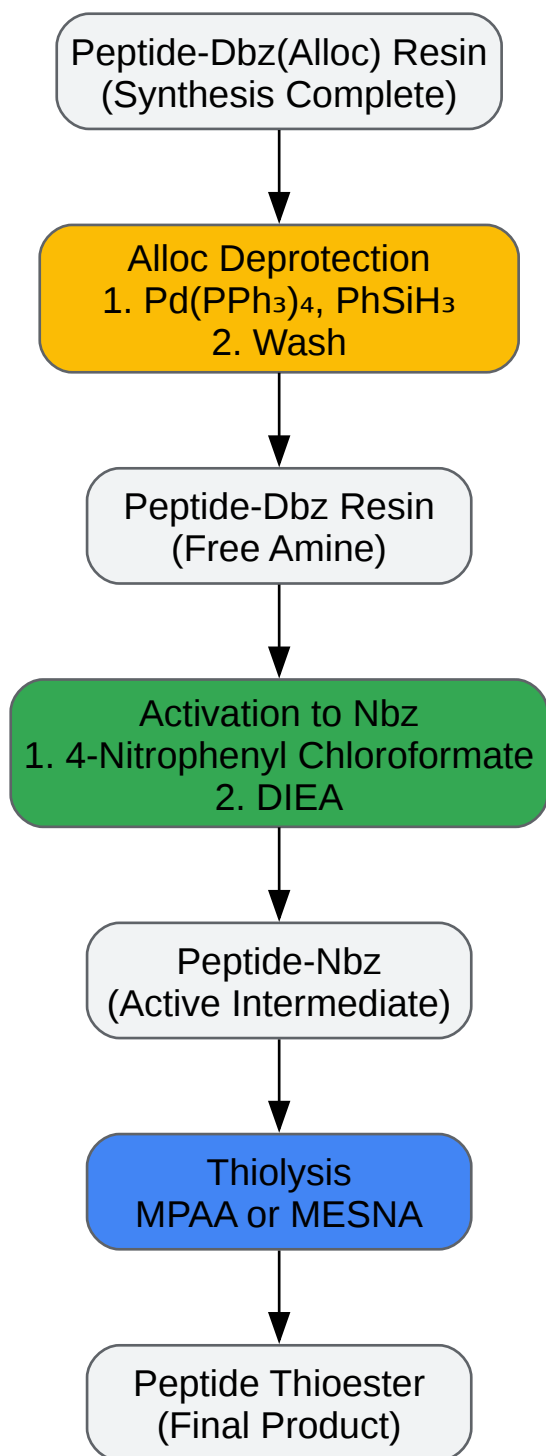 Peptide-Dbz(Alloc) Resin
(Synthesis Complete)
Alloc Deprotection
1. Pd(PPh₃)₄, PhSiH₃
2. Wash
Peptide-Dbz Resin
(Free Amine)
Activation to Nbz
1. 4-Nitrophenyl Chloroformate
2. DIEA
Peptide-Nbz
(Active Intermediate)
Thiolysis
MPAA or MESNA
Peptide Thioester
(Final Product)